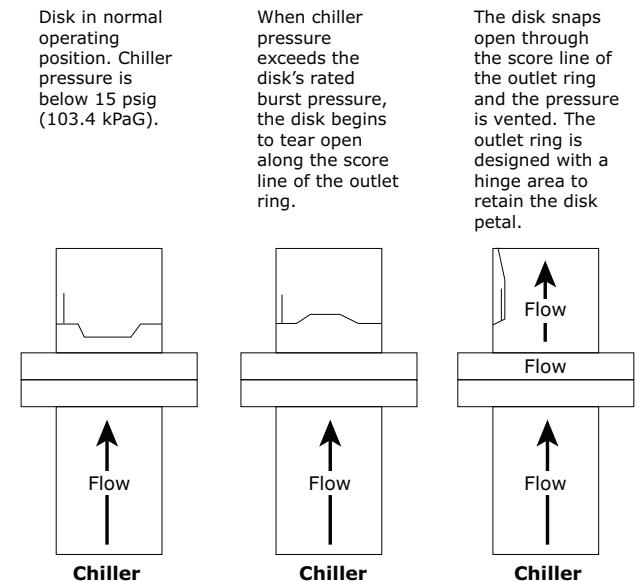 Disk in normal
operating
position. Chiller
pressure is
below 15 psig
(103.4 kPaG).
When chiller
pressure
exceeds the
disk’s rated
burst pressure,
the disk begins
to tear open
along the score
line of the outlet
ring.
The disk snaps
open through
the score line of
the outlet ring
and the pressure
is vented. The
outlet ring is
designed with a
hinge area to
retain the disk
petal.
Flow
Flow
Flow
Flow
Flow
Chiller
Chiller
Chiller